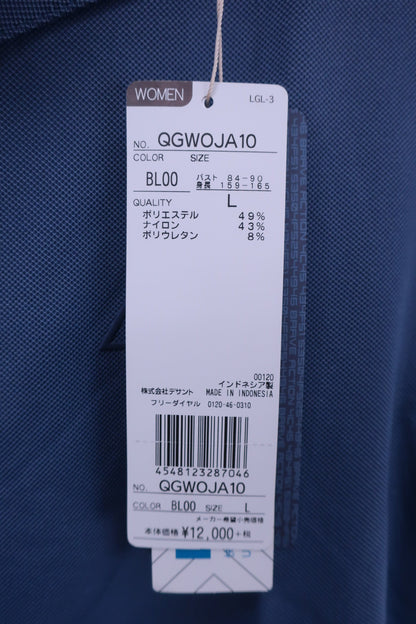 WOMEN
LGL-3
NO. QGWOJA10
COLOR SIZE
BL00 バスト 84-90
身長 159-165
QUALITY L
ポリエステル 49%
ナイロン 43%
ポリウレタン 8%
00120
インドネシア製
株式会社デサント MADE IN INDONESIA
フリーダイヤル 0120-46-0310
4548123287046
NO. QGWOJA10
COLOR BL00 SIZE L
メーカー希望小売価格
本体価格 ¥12,000+税